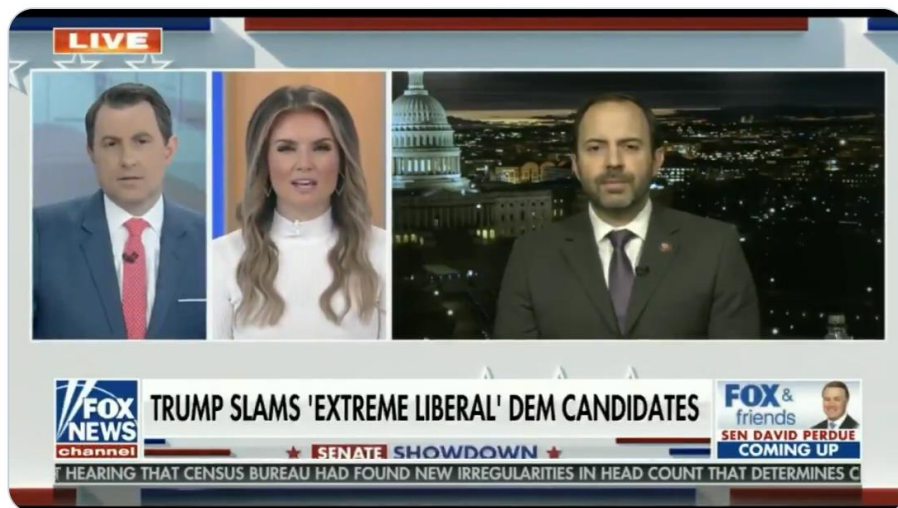 LIVE
FOX
NEWS
channel
TRUMP SLAMS 'EXTREME LIBERAL' DEM CANDIDATES
SENATE SHOWDOWN
FOX &
friends
SEN DAVID PERDUE
COMING UP
T HEARING THAT CENSUS BUREAU HAD FOUND NEW IRREGULARITIES IN HEAD COUNT THAT DETERMINES C